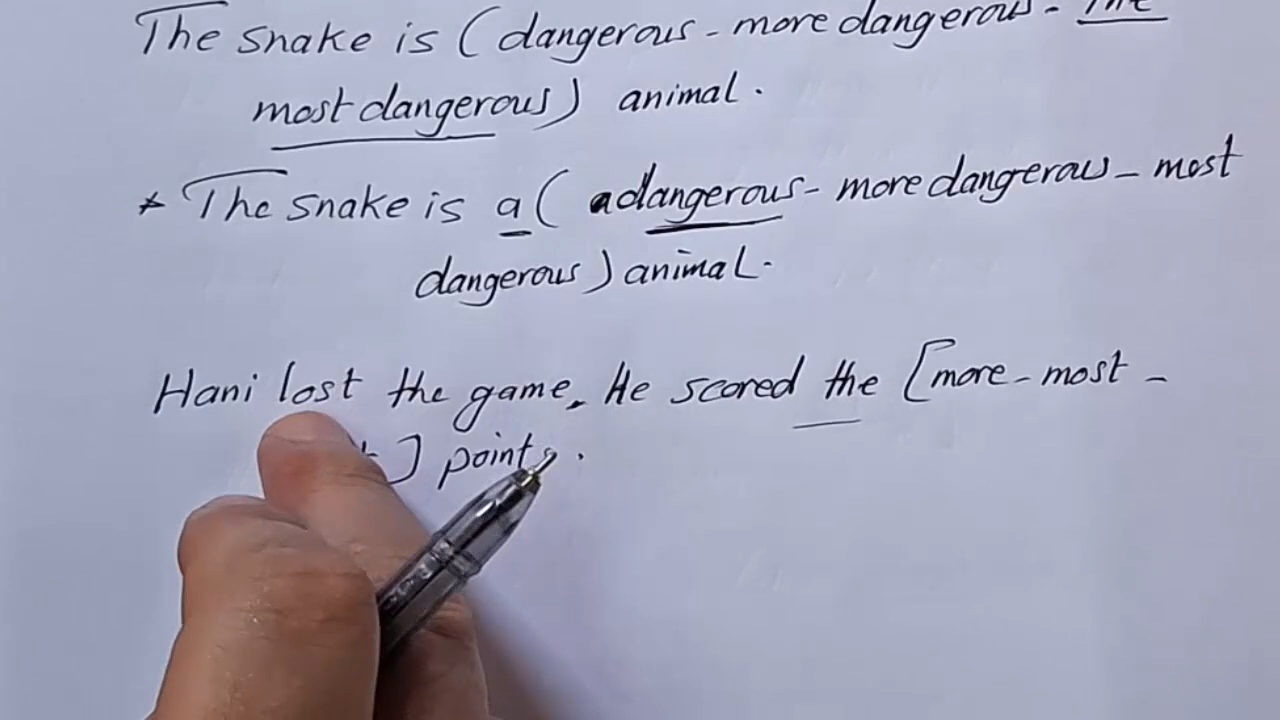 The snake is (dangerous - more dangerous - The
most dangerous) animal.
* The snake is a ( adangerous - more dangerous - most
dangerous) animal.
Hani lost the game. He scored the [more - most -
] points.